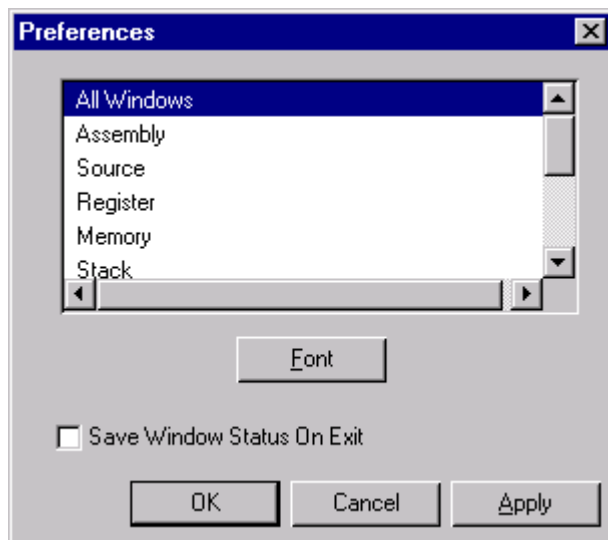 Preferences
All Windows
Assembly
Source
Register
Memory
Stack
Font
Save Window Status On Exit
OK Cancel Apply